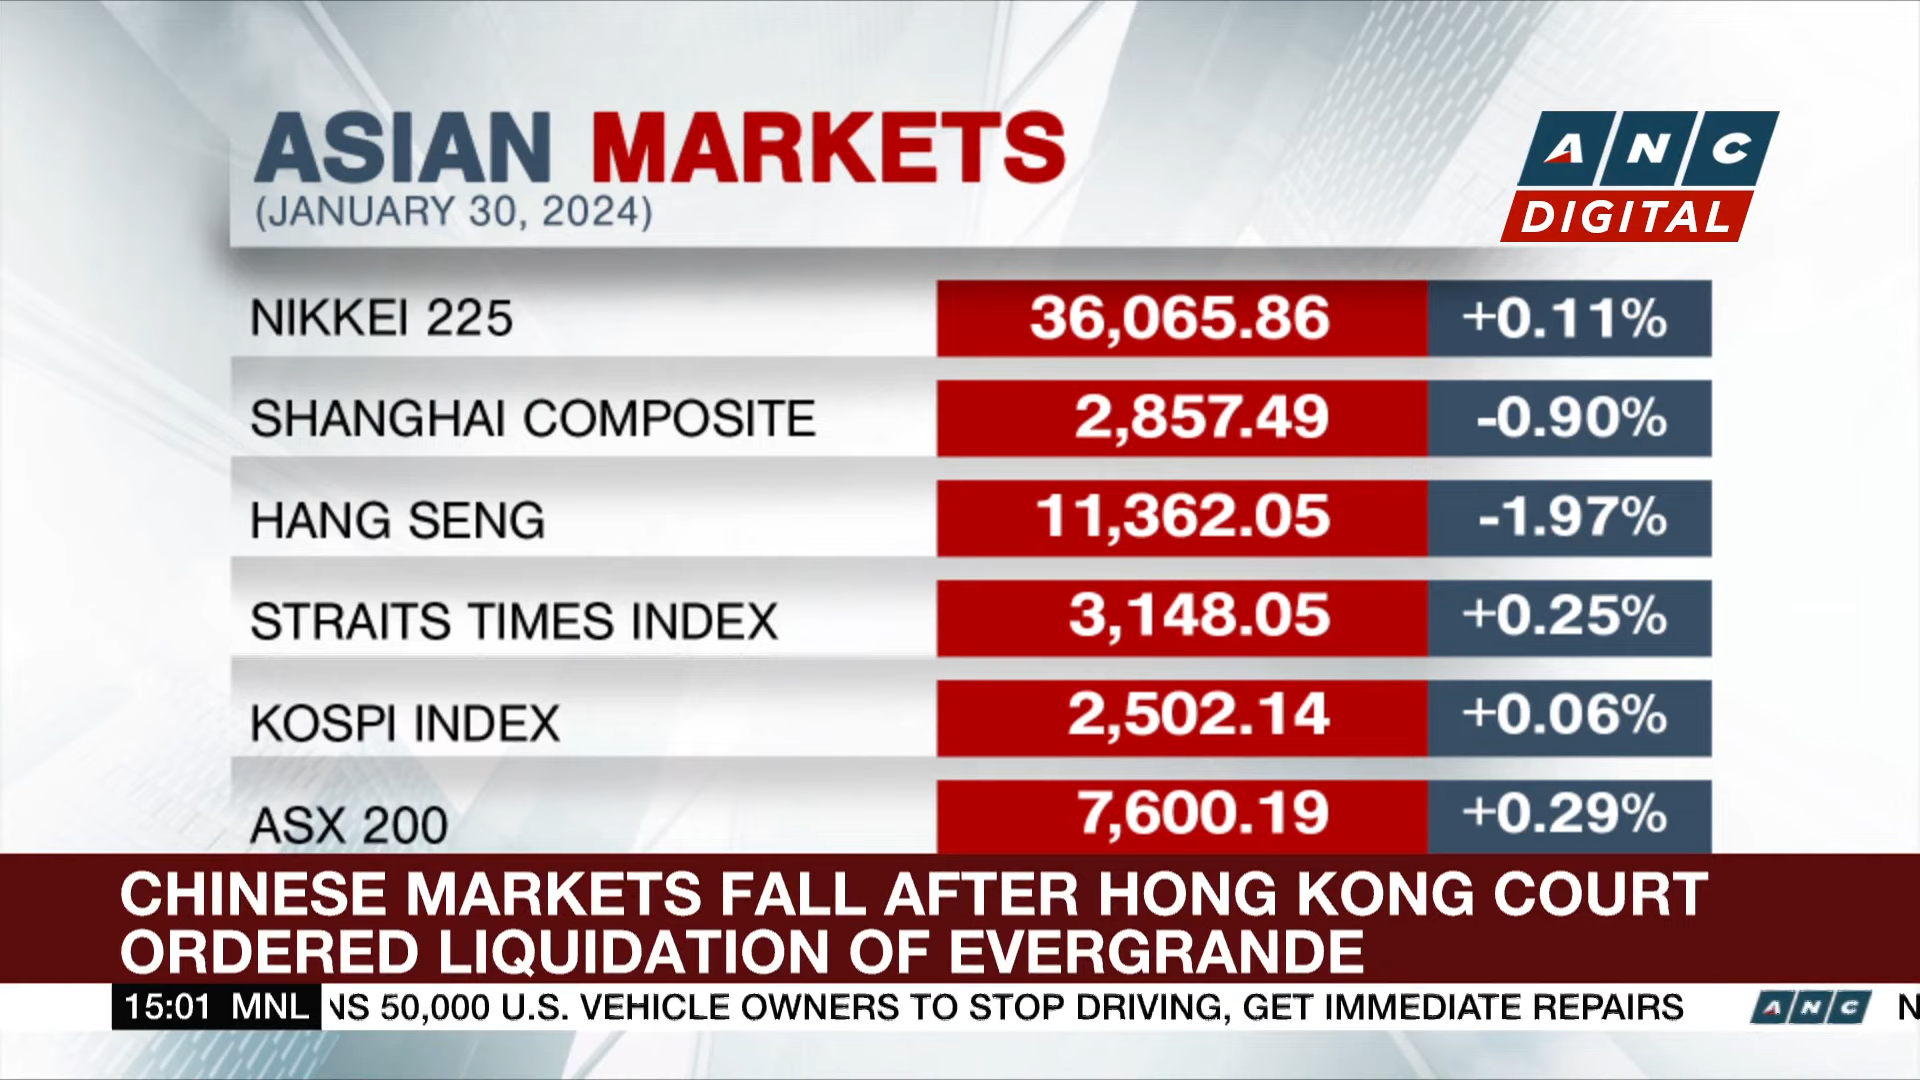 ASIAN MARKETS
(JANUARY 30, 2024)
ANC
DIGITAL
NIKKEI 225 36,065.86 +0.11%
SHANGHAI COMPOSITE 2,857.49 -0.90%
HANG SENG 11,362.05 -1.97%
STRAITS TIMES INDEX 3,148.05 +0.25%
KOSPI INDEX 2,502.14 +0.06%
ASX 200 7,600.19 +0.29%
CHINESE MARKETS FALL AFTER HONG KONG COURT
ORDERED LIQUIDATION OF EVERGRANDE
15:01 MNL NS 50,000 U.S. VEHICLE OWNERS TO STOP DRIVING, GET IMMEDIATE REPAIRS ANC N